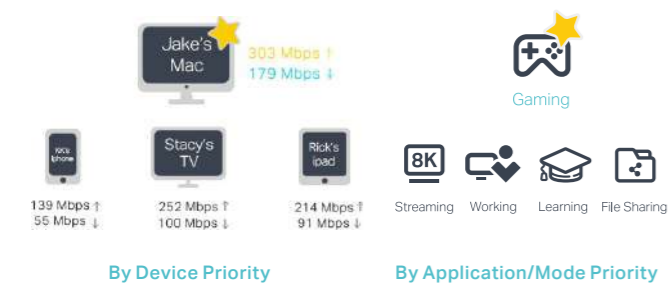 Jake's
Mac
303 Mbps ↑
179 Mbps ↓
Gaming
Iphone
Stacy's
TV
Rick's
ipad
8K
139 Mbps ↑
55 Mbps ↓
252 Mbps ↑
100 Mbps ↓
214 Mbps ↑
91 Mbps ↓
Streaming
Working
Learning
File Sharing
By Device Priority
By Application/Mode Priority